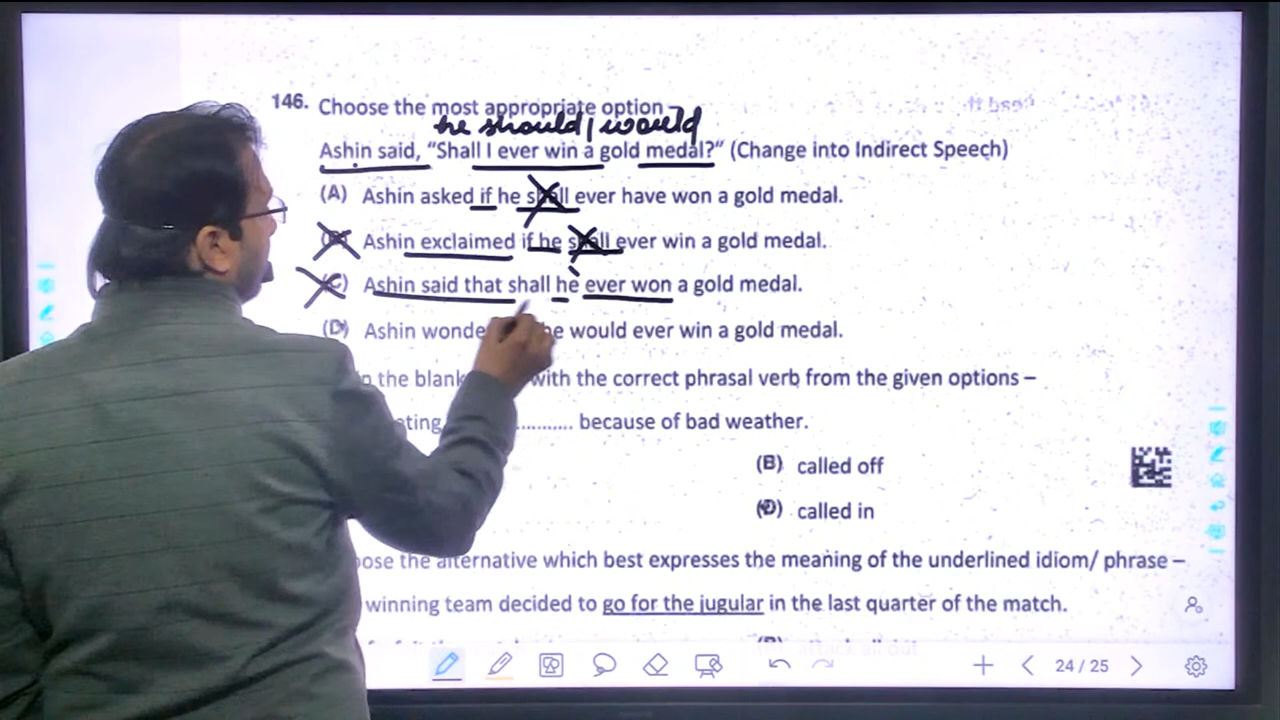 146. Choose the most appropriate option –
he should/would
Ashin said, "Shall I ever win a gold medal?" (Change into Indirect Speech)
(A) Ashin asked if he shall ever have won a gold medal.
Ashin exclaimed if he shall ever win a gold medal.
(C) Ashin said that shall he ever won a gold medal.
(D) Ashin he would ever win a gold medal.
the with the correct phrasal verb from the given options –
........... because of bad weather.
(B) called off
(D) called in
the alternative which best expresses the meaning of the underlined idiom/ phrase –
winning team decided to go for the jugular in the last quarter of the match.
attack all out
24 / 25